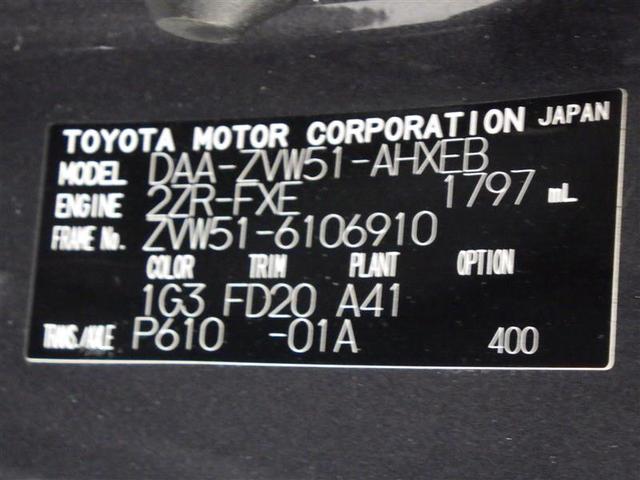 TOYOTA MOTOR CORPORATION JAPAN
MODEL DAA-ZVW51-AHXEB
ENGINE 2ZR-FXE 1797 mL
FRAME No. ZVW51-6106910
COLOR TRIM PLANT OPTION
1G3 FD20 A41
TRANS./AXLE P610 -01A 400